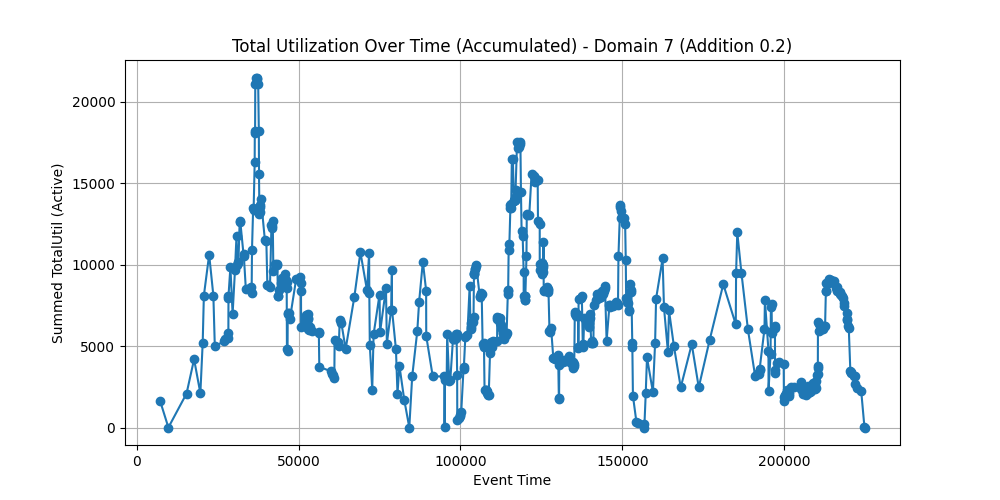 Total Utilization Over Time (Accumulated) - Domain 7 (Addition 0.2)
Summed TotalUtil (Active)
20000
15000
10000
5000
0
0 50000 100000 150000 200000
Event Time